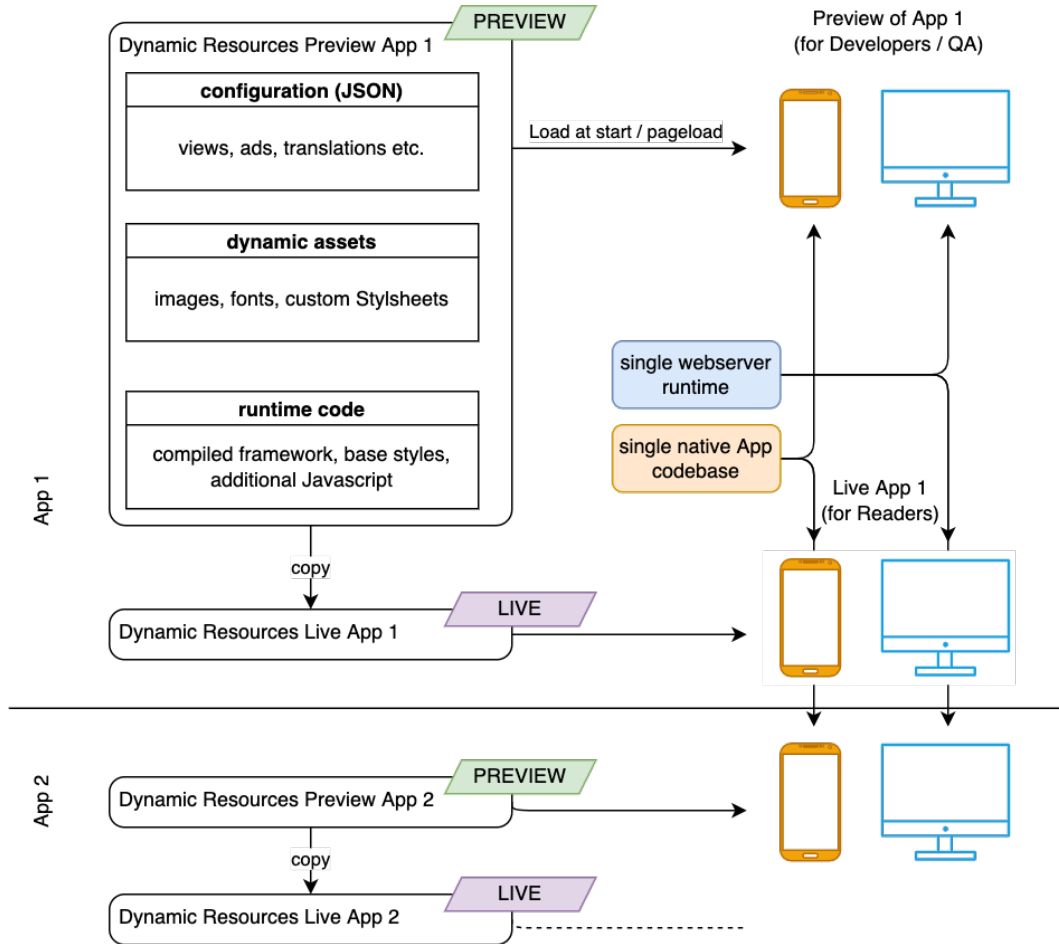 PREVIEW
Dynamic Resources Preview App 1
configuration (JSON)
views, ads, translations etc.
dynamic assets
images, fonts, custom Stylsheets
runtime code
compiled framework, base styles,
additional Javascript
Load at start / pageload
Preview of App 1
(for Developers / QA)
single webserver
runtime
single native App
codebase
Live App 1
(for Readers)
App 1
copy
LIVE
Dynamic Resources Live App 1
App 2
PREVIEW
Dynamic Resources Preview App 2
copy
LIVE
Dynamic Resources Live App 2